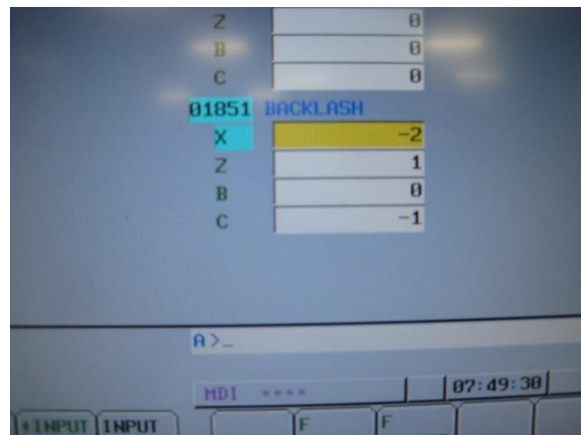 Z 0
B 0
C 0
01851 BACKLASH
X -2
Z 1
B 0
C -1
A>_
MDI **** 07:49:30
+INPUT INPUT F F